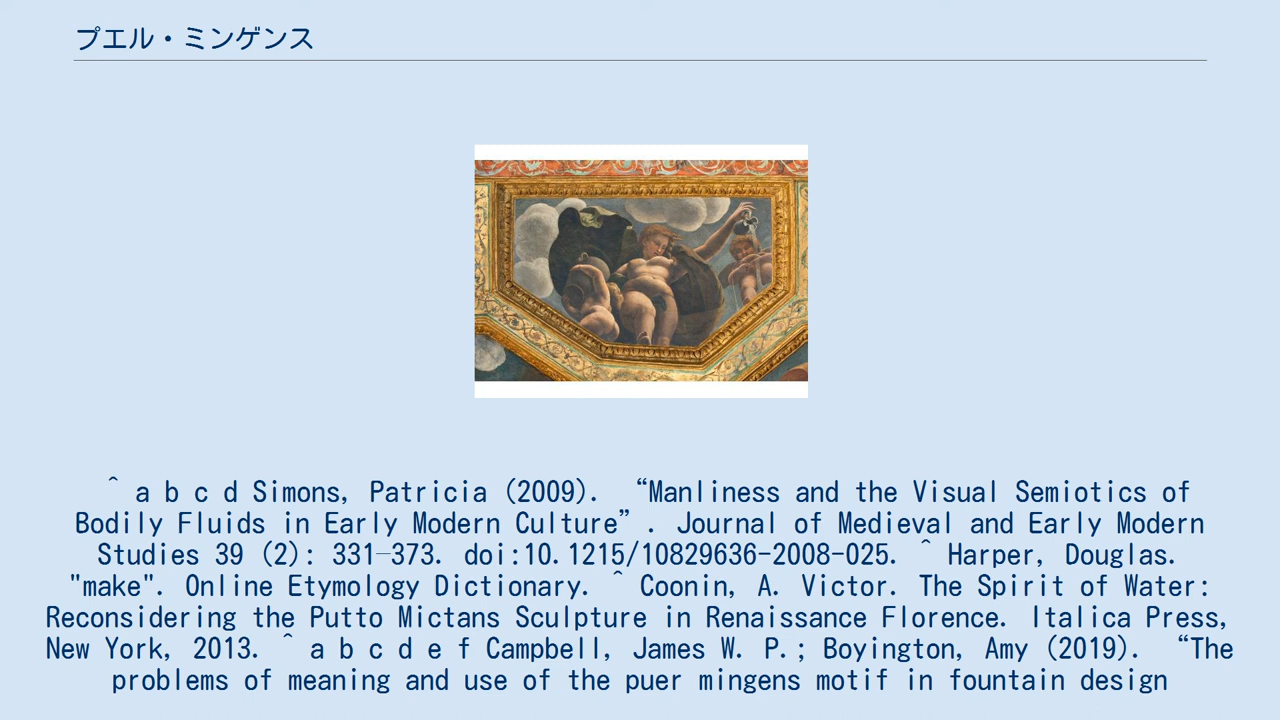 プエル・ミンゲンス
^ a b c d Simons, Patricia (2009). “Manliness and the Visual Semiotics of
Bodily Fluids in Early Modern Culture”. Journal of Medieval and Early Modern
Studies 39 (2): 331–373. doi:10.1215/10829636-2008-025. ^ Harper, Douglas.
"make". Online Etymology Dictionary. ^ Coonin, A. Victor. The Spirit of Water:
Reconsidering the Putto Mictans Sculpture in Renaissance Florence. Italica Press,
New York, 2013. ^ a b c d e f Campbell, James W. P.; Boyington, Amy (2019). “The
problems of meaning and use of the puer mingens motif in fountain design